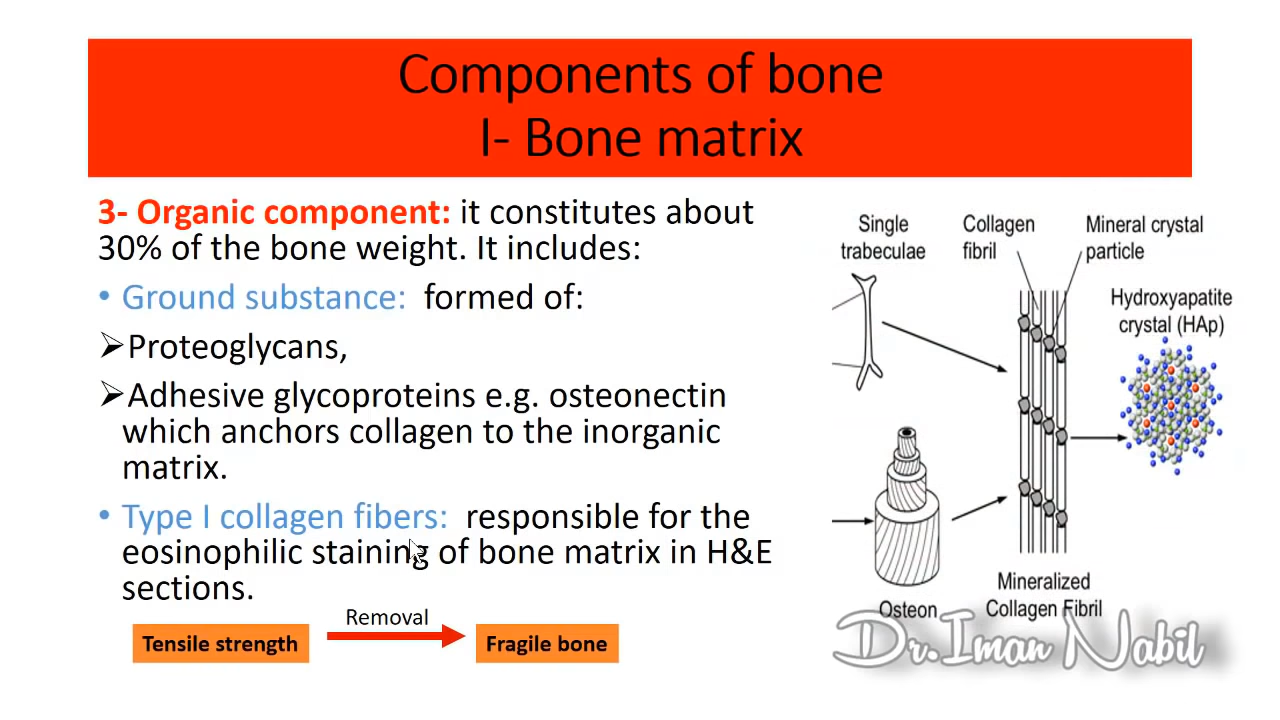 Components of bone
I- Bone matrix
3- Organic component: it constitutes about
30% of the bone weight. It includes:
• Ground substance: formed of:
➢Proteoglycans,
➢Adhesive glycoproteins e.g. osteonectin
which anchors collagen to the inorganic
matrix.
• Type I collagen fibers: responsible for the
eosinophilic staining of bone matrix in H&E
sections.
Removal
Tensile strength
Fragile bone
Single
trabeculae
Collagen
fibril
Mineral crystal
particle
Hydroxyapatite
crystal (HAp)
Osteon
Mineralized
Collagen Fibril
Dr.Iman Nabil